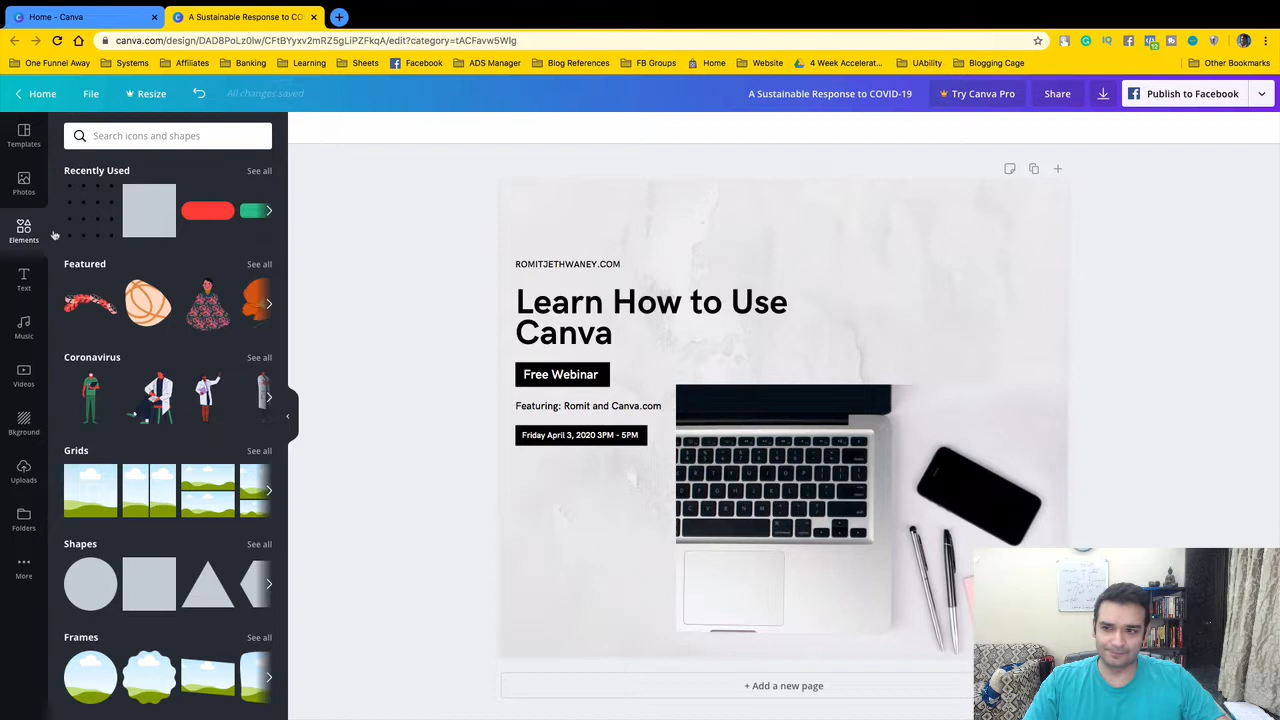 Home - Canva
A Sustainable Response to CO
canva.com/design/DAD8PoLz0lw/CFtBYyxv2mRZ5gLiPZFkqA/edit?category=tACFavw5WIg
One Funnel Away
Systems
Affiliates
Banking
Learning
Sheets
Facebook
ADS Manager
Blog References
FB Groups
Home
Website
4 Week Accelerat...
UAbility
Blogging Cage
Other Bookmarks
Home
File
Resize
All changes saved
A Sustainable Response to COVID-19
Try Canva Pro
Share
Publish to Facebook
Templates
Photos
Elements
Text
Music
Videos
Bkground
Uploads
Folders
More
Search icons and shapes
Recently Used
See all
Featured
See all
Coronavirus
See all
Grids
See all
Shapes
See all
Frames
See all
ROMITJETHWANEY.COM
Learn How to Use
Canva
Free Webinar
Featuring: Romit and Canva.com
Friday April 3, 2020 3PM - 5PM
+ Add a new page